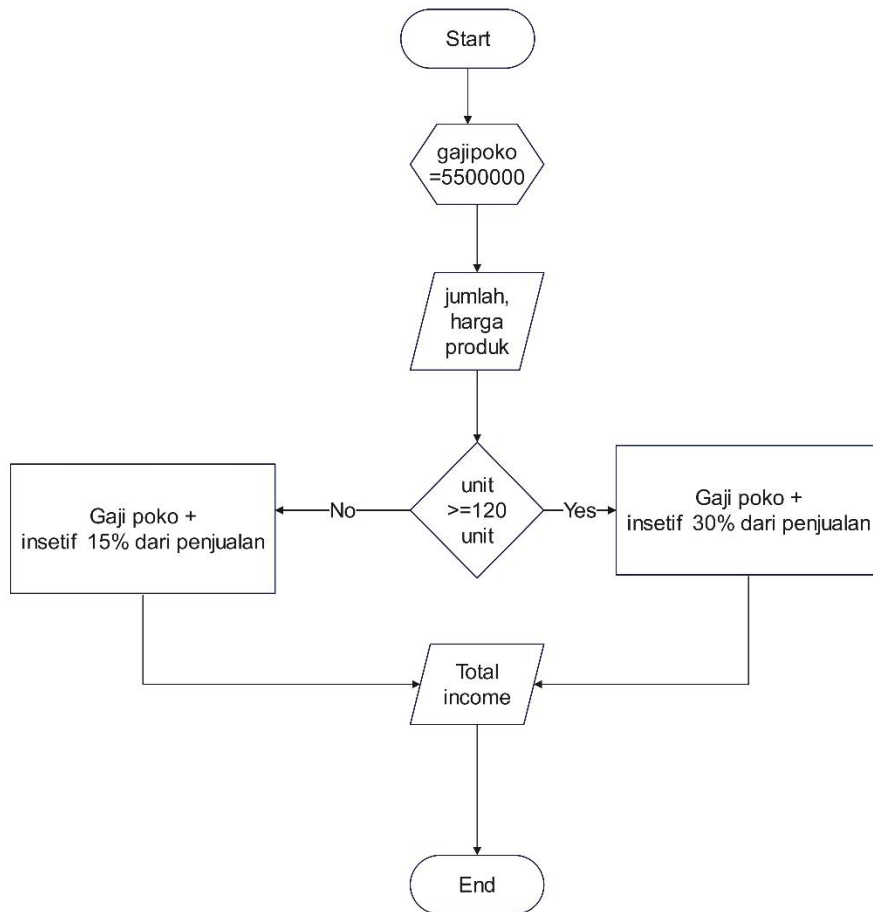 Start
gajipoko
=5500000
jumlah,
harga
produk
unit
>=120
unit
No
Yes
Gaji poko +
insetif 15% dari penjualan
Gaji poko +
insetif 30% dari penjualan
Total
income
End